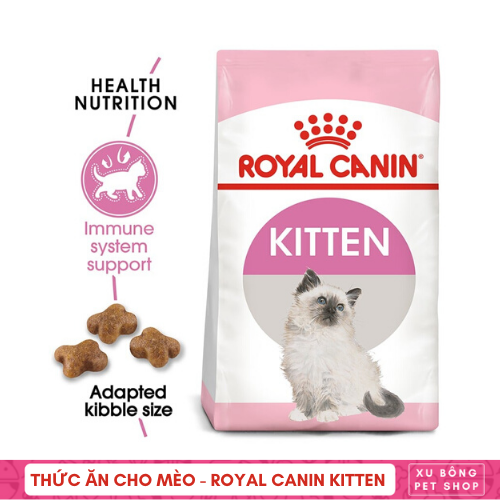 HEALTH
NUTRITION
Immune
system
support
Adapted
kibble size
ROYAL CANIN®
KITTEN
THỨC ĂN CHO MÈO - ROYAL CANIN KITTEN
XU BÔNG
PET SHOP